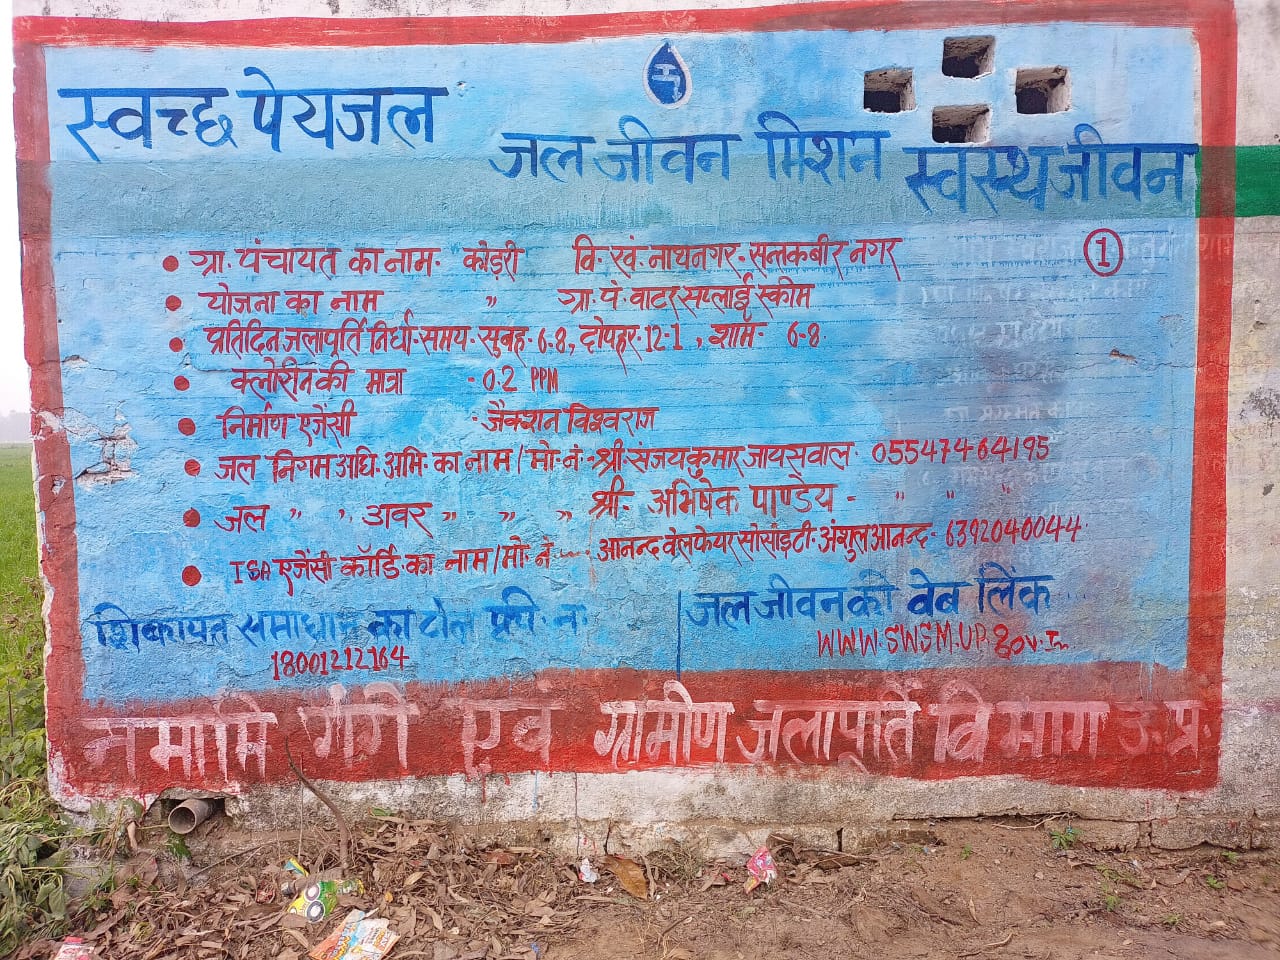 स्वच्छ पेयजल
जल जीवन मिशन
स्वस्थ जीवन
• ग्रा. पंचायत का नाम- कोड़री वि. खं. नाथनगर - सन्तकबीर नगर
①
• योजना का नाम " ग्रा. पं. वाटर सप्लाई स्कीम
• प्रतिदिन जलापूर्ति निर्धा. समय - सुबह - 6-8, दोपहर - 12-1, शाम - 6-8
• क्लोरीन की मात्रा - 0.2 PPM
• निर्माण एजेंसी - जैक्शन विश्वराज
• जल निगम अधि. अभि. का नाम / मो. नं - श्री संजय कुमार जायसवाल - 05547464195
• जल " " अवर " " " श्री - अभिषेक पाण्डेय - " " "
• ISA एजेंसी कॉर्डि. का नाम / मो. नं ..... आनन्द वेलफेयर सोसाइटी - अंशुल आनन्द - 6392040044
शिकायत समाधान का टोल फ्री. न.
18001212164
जल जीवन की वेब लिंक ...
WWW.SWSM.UP.gov.In
नमामि गंगे एवं ग्रामीण जलापूर्ति विभाग उ. प्र.